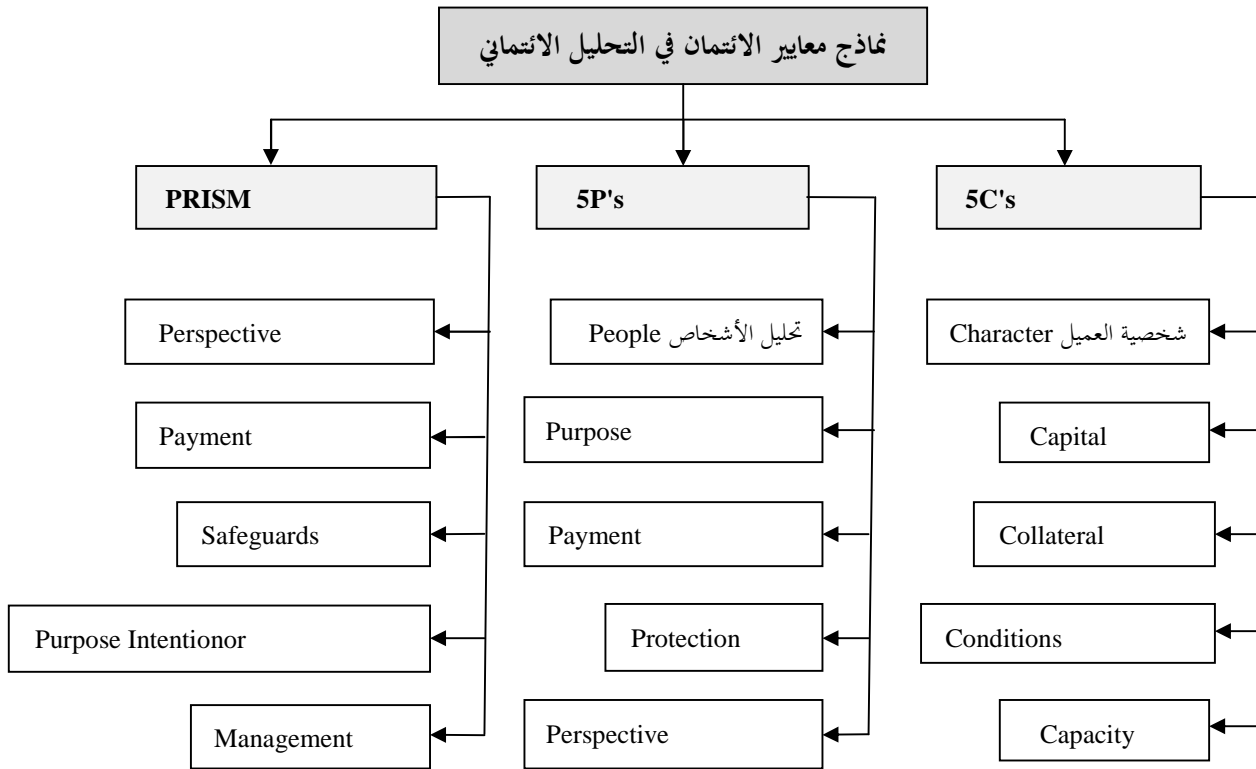 نماذج معايير الائتمان في التحليل الائتماني
PRISM
5P's
5C's
Perspective
People تحليل الأشخاص
Character شخصية العميل
Payment
Purpose
Capital
Safeguards
Payment
Collateral
Purpose Intentionor
Protection
Conditions
Management
Perspective
Capacity